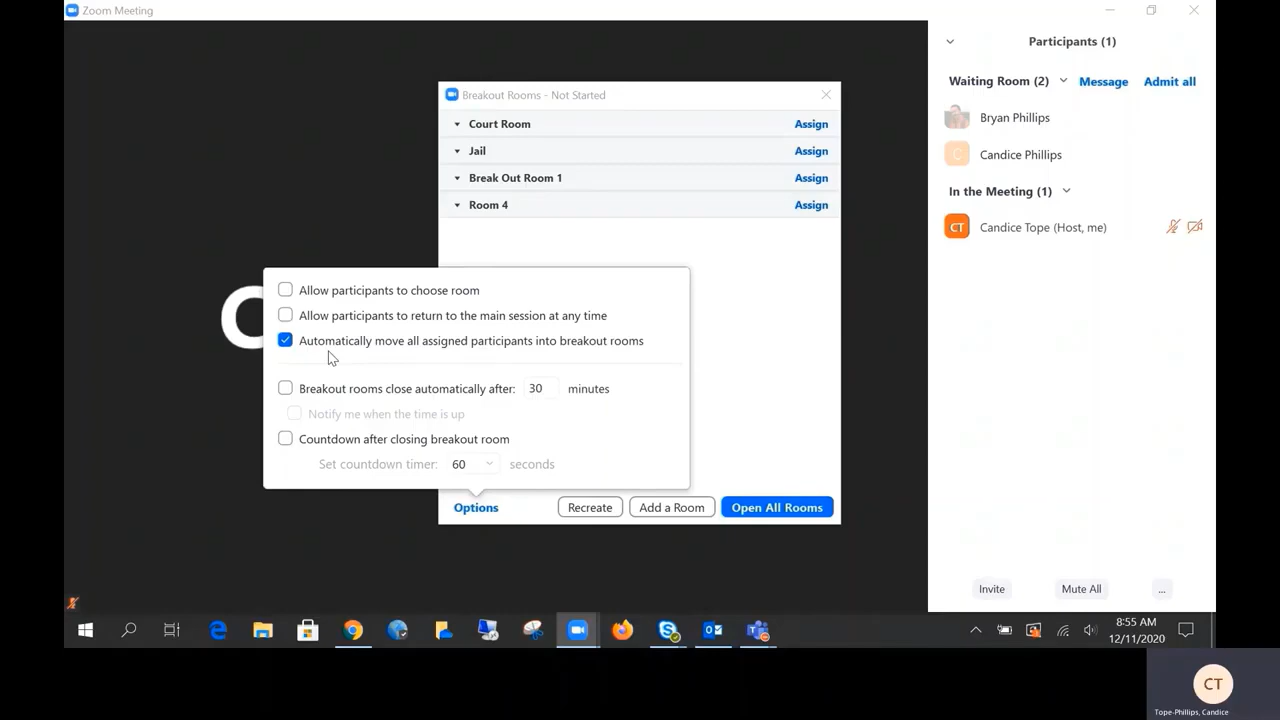 Zoom Meeting
Participants (1)
Waiting Room (2) Message Admit all
Bryan Phillips
C Candice Phillips
In the Meeting (1)
CT Candice Tope (Host, me)
Invite Mute All ...
Breakout Rooms - Not Started
Court Room Assign
Jail Assign
Break Out Room 1 Assign
Room 4 Assign
Allow participants to choose room
Allow participants to return to the main session at any time
Automatically move all assigned participants into breakout rooms
Breakout rooms close automatically after: 30 minutes
Notify me when the time is up
Countdown after closing breakout room
Set countdown timer: 60 seconds
Options Recreate Add a Room Open All Rooms
8:55 AM
12/11/2020
CT
Tope-Phillips, Candice